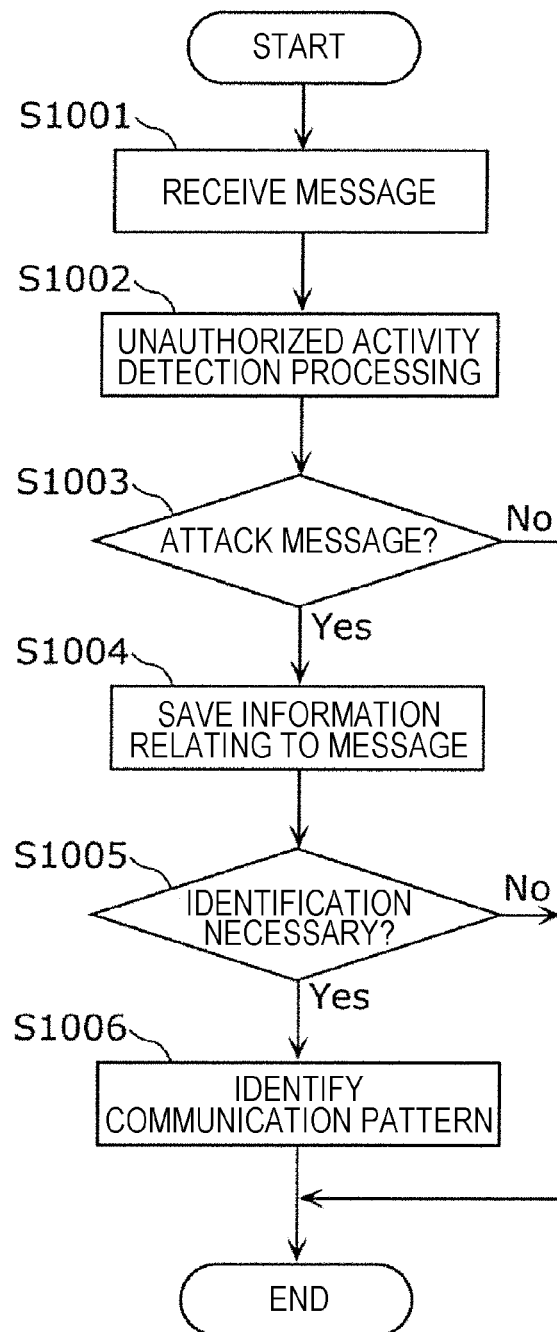 START
S1001
RECEIVE MESSAGE
S1002
UNAUTHORIZED ACTIVITY
DETECTION PROCESSING
S1003
ATTACK MESSAGE?
No
Yes
S1004
SAVE INFORMATION
RELATING TO MESSAGE
S1005
IDENTIFICATION
NECESSARY?
No
Yes
S1006
IDENTIFY
COMMUNICATION PATTERN
END